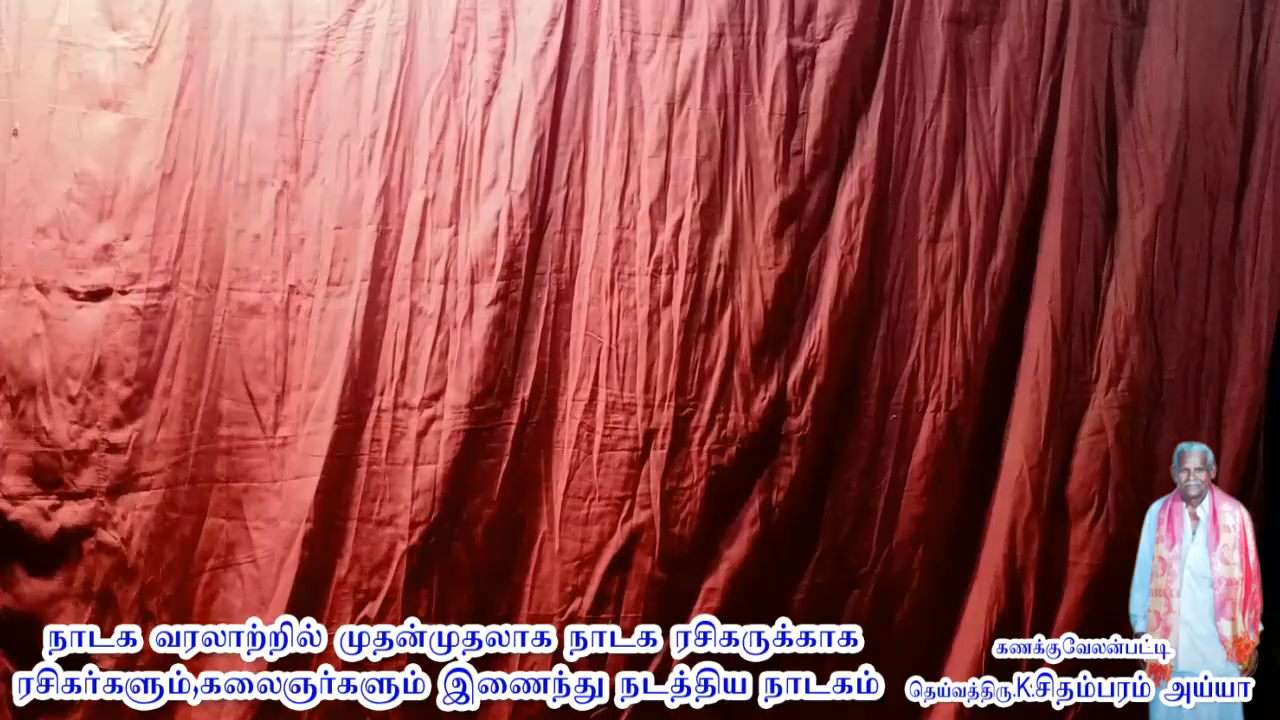 நாடக வரலாற்றில் முதன்முதலாக நாடக ரசிகருக்காக
ரசிகர்களும்,கலைஞர்களும் இணைந்து நடத்திய நாடகம்
கணக்குவேலன்பட்டி
தெய்வத்திரு.K.சிதம்பரம் அய்யா